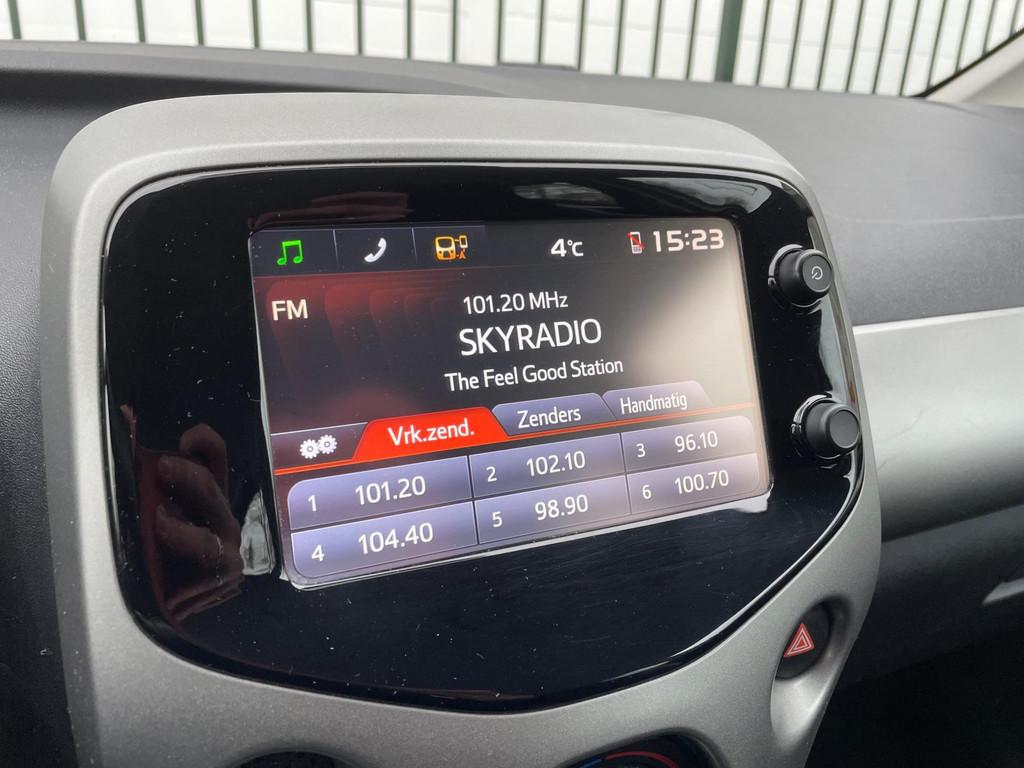 4°C 15:23
FM
101.20 MHz
SKYRADIO
The Feel Good Station
Vrk.zend. Zenders Handmatig
1 101.20 2 102.10 3 96.10
4 104.40 5 98.90 6 100.70